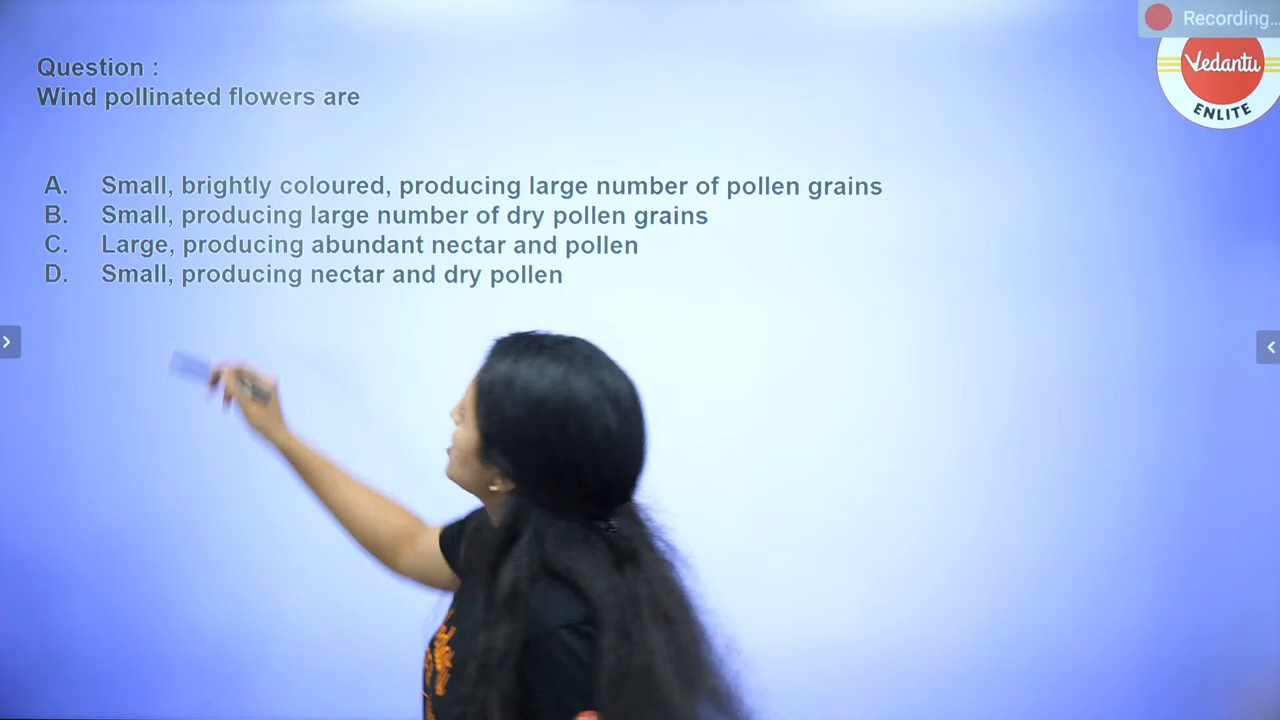 Recording...
Vedantu
ENLITE
Question :
Wind pollinated flowers are
A. Small, brightly coloured, producing large number of pollen grains
B. Small, producing large number of dry pollen grains
C. Large, producing abundant nectar and pollen
D. Small, producing nectar and dry pollen